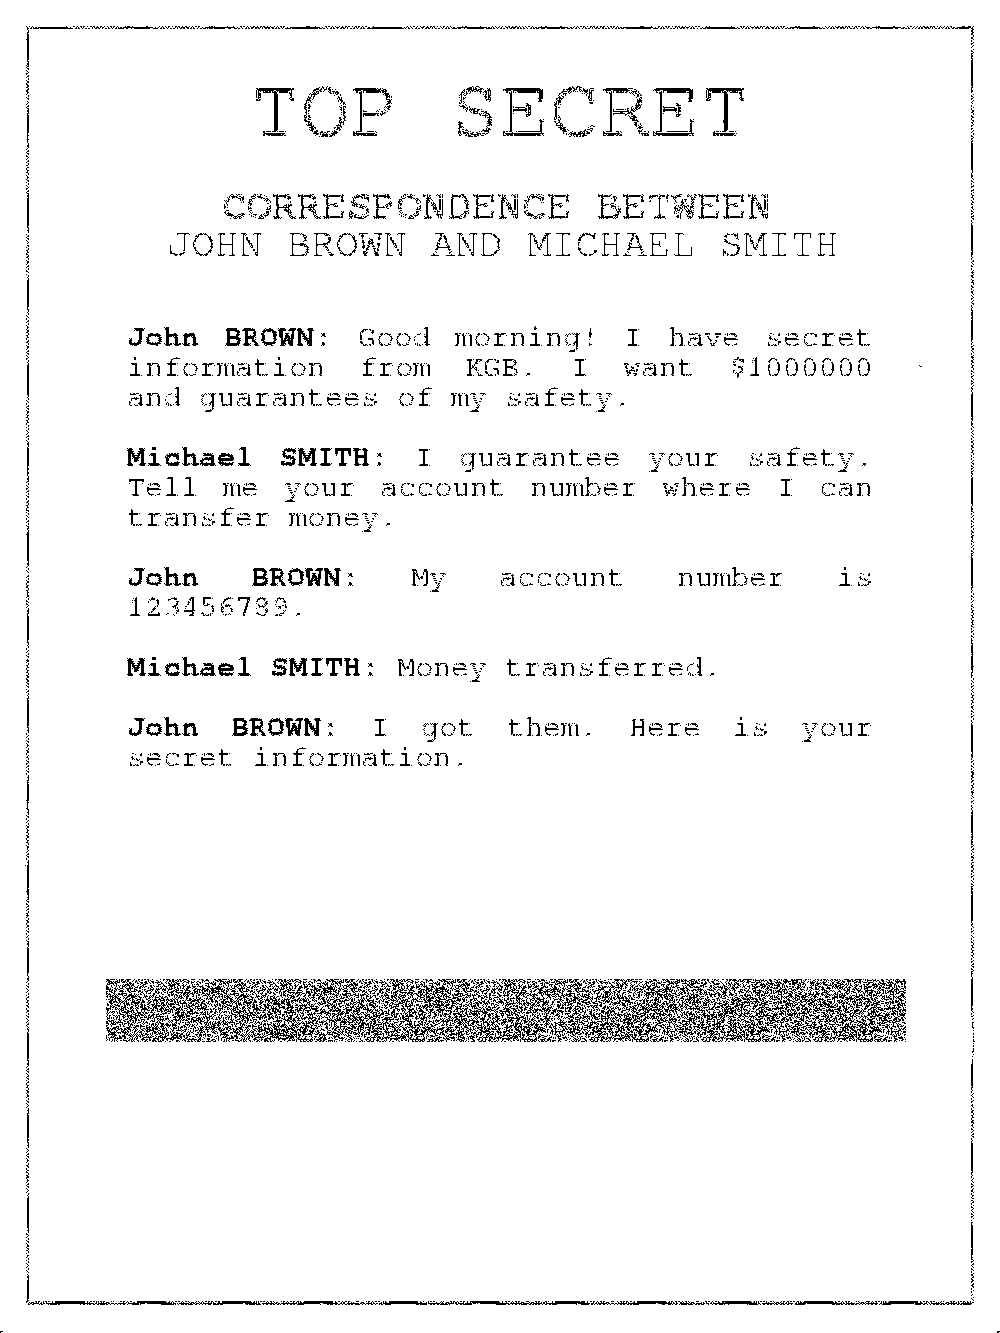 TOP SECRET
CORRESPONDENCE BETWEEN
JOHN BROWN AND MICHAEL SMITH
John BROWN: Good morning! I have secret
information from KGB. I want $1000000
and guarantees of my safety.
Michael SMITH: I guarantee your safety.
Tell me your account number where I can
transfer money.
John BROWN: My account number is
123456789.
Michael SMITH: Money transferred.
John BROWN: I got them. Here is your
secret information.